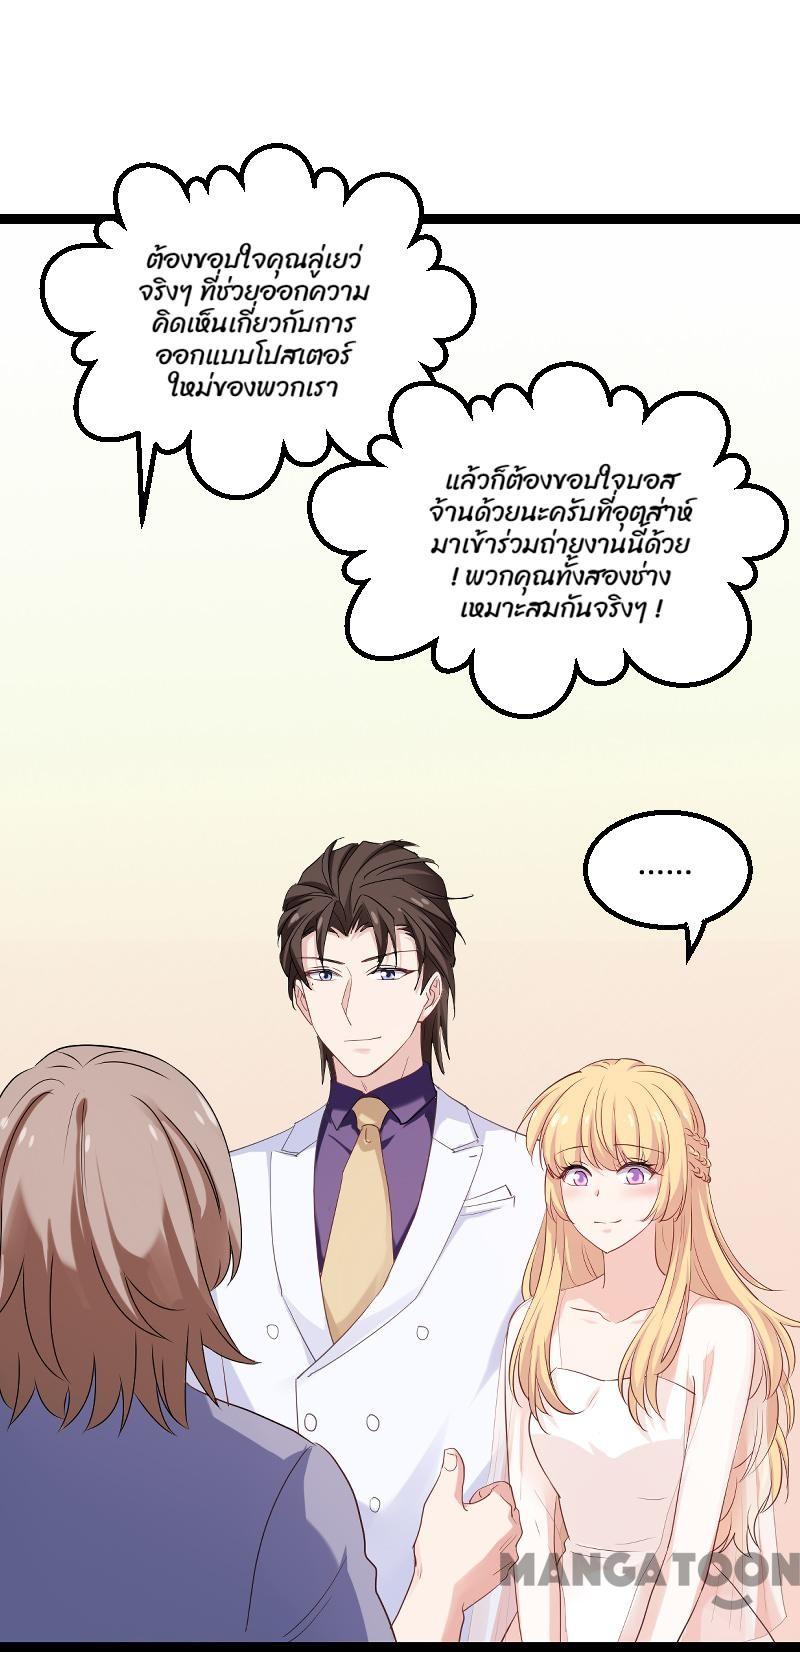 ต้องขอบใจคุณลู่เยว่
จริงๆ ที่ช่วยออกความ
คิดเห็นเกี่ยวกับการ
ออกแบบโปสเตอร์
ใหม่ของพวกเรา
แล้วก็ต้องขอบใจบอส
จ้านด้วยนะครับที่อุตส่าห์
มาเข้าร่วมถ่ายงานนี้ด้วย
! พวกคุณทั้งสองช่าง
เหมาะสมกันจริงๆ !
......
MANGATOON